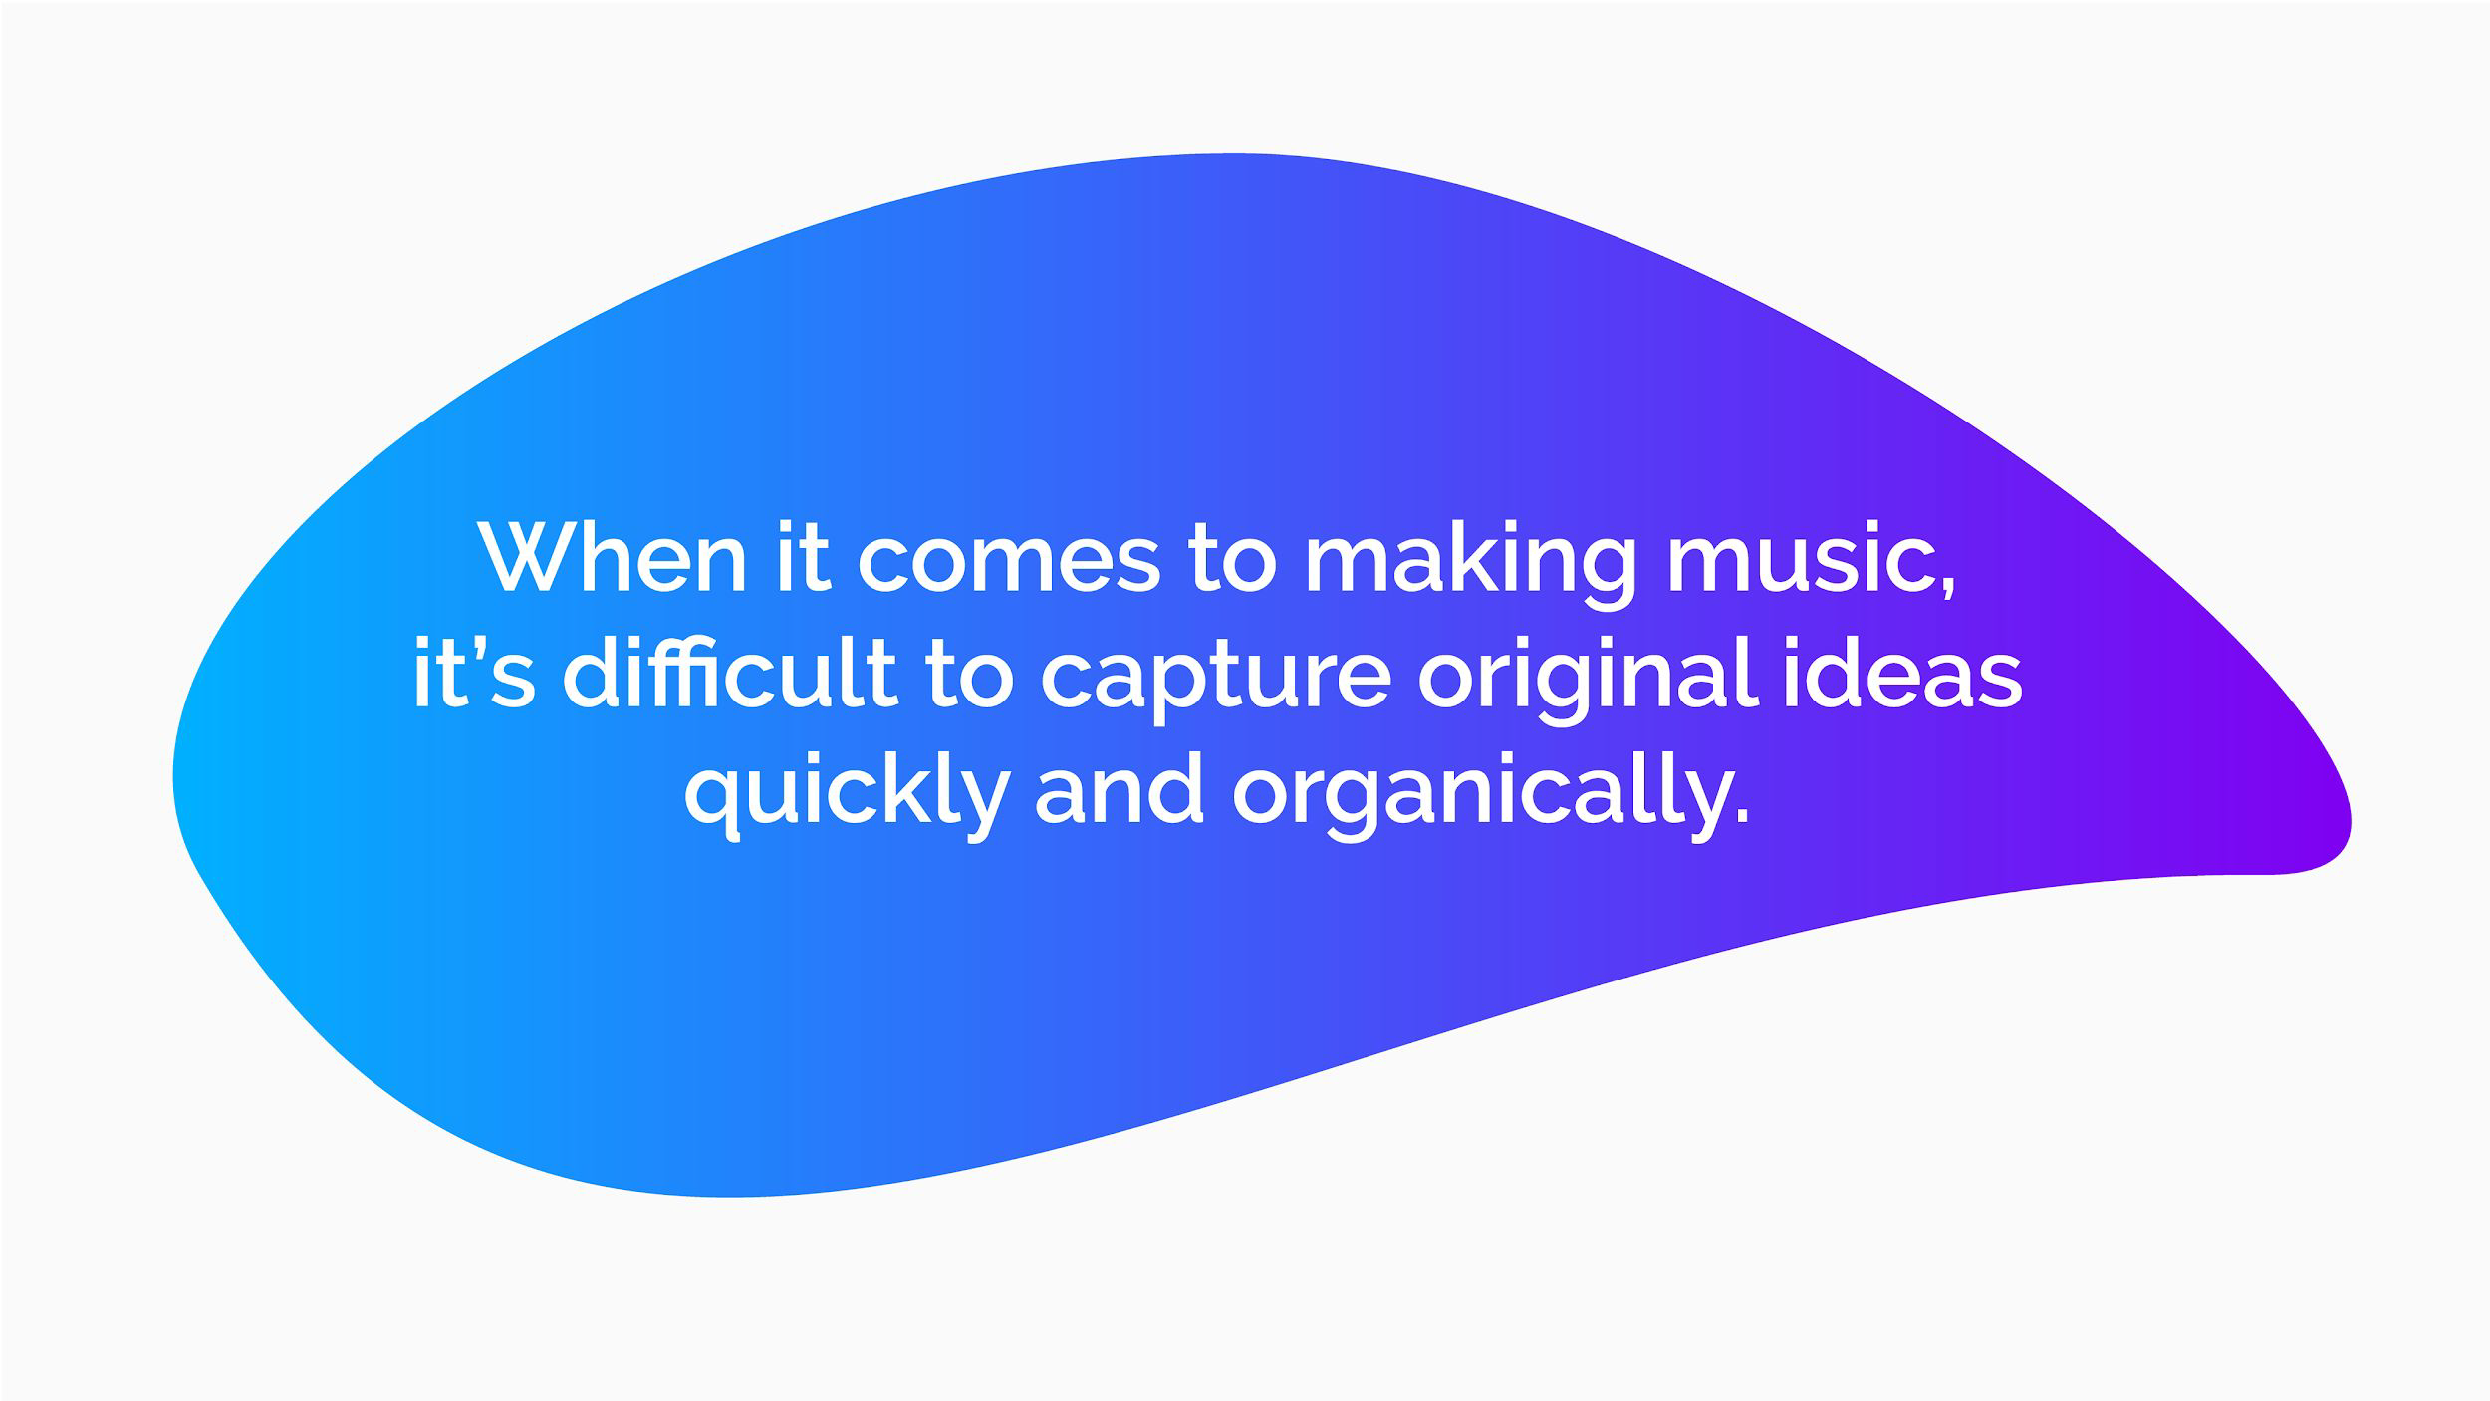 When it comes to making music,
it’s difficult to capture original ideas
quickly and organically.